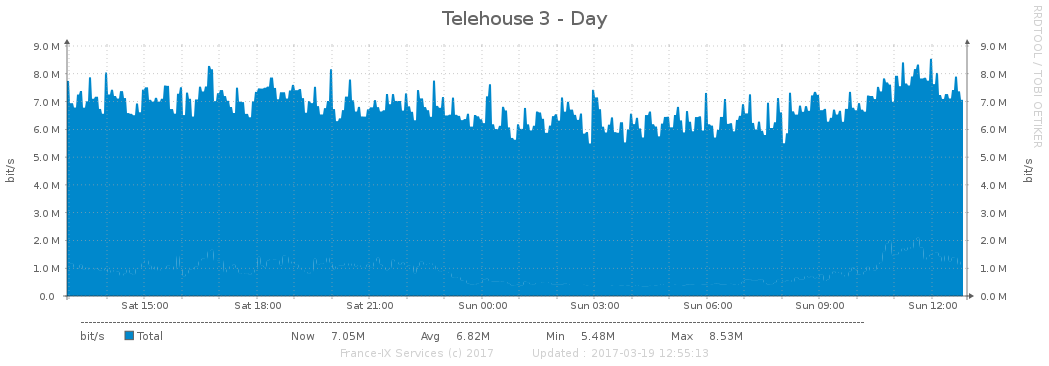 Telehouse 3 - Day
RRDTOOL / TOBI OETIKER
9.0 M 9.0 M
8.0 M 8.0 M
7.0 M 7.0 M
6.0 M 6.0 M
5.0 M 5.0 M
4.0 M 4.0 M
3.0 M 3.0 M
2.0 M 2.0 M
1.0 M 1.0 M
0.0 0.0 M
bit/s bit/s
Sat 15:00 Sat 18:00 Sat 21:00 Sun 00:00 Sun 03:00 Sun 06:00 Sun 09:00 Sun 12:00
bit/s Total Now 7.05M Avg 6.82M Min 5.48M Max 8.53M
France-IX Services (c) 2017 Updated : 2017-03-19 12:55:13